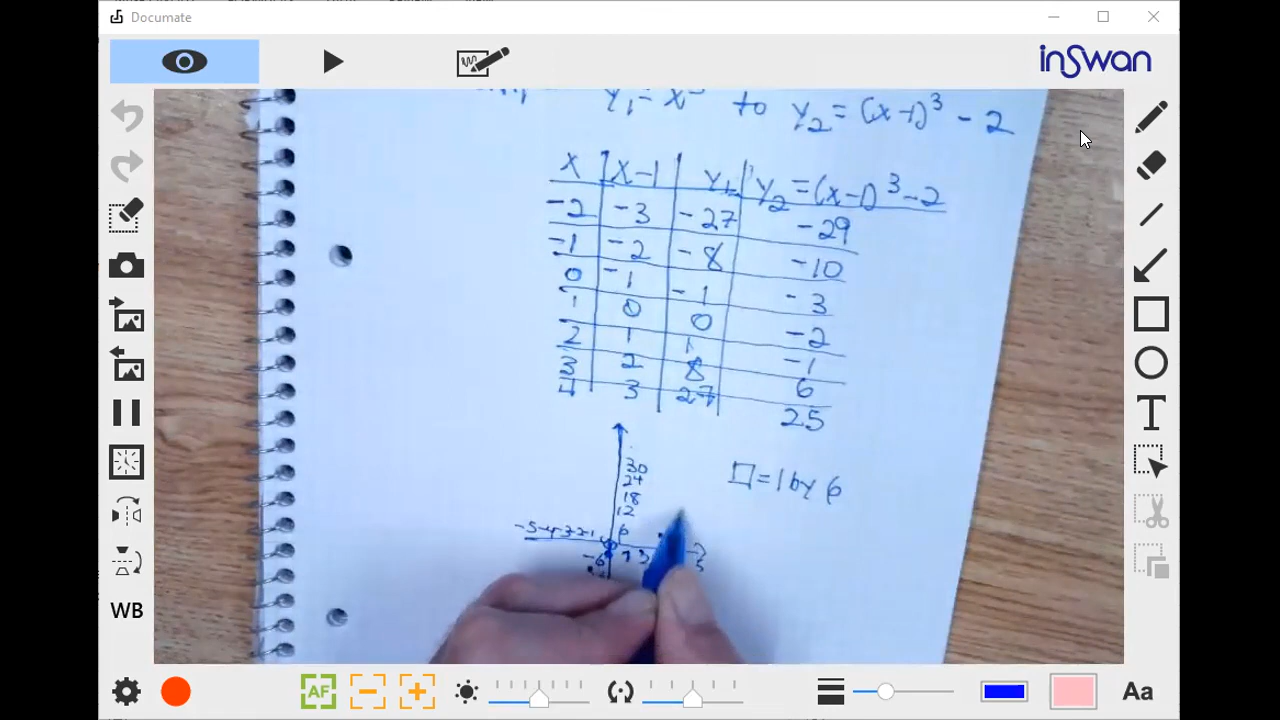 Documate
inSwan
Y₁ = x³ to Y₂ = (x-1)³ - 2
X X-1 Y₁ Y₂ = (x-1)³-2
-2 -3 -27 -29
-1 -2 -8 -10
0 -1 -1 -3
1 0 0 -2
2 1 1 -1
3 2 8 6
4 3 27 25
30
24
□ = 1 by 6
18
12
6
-6
WB
AF
T
Aa